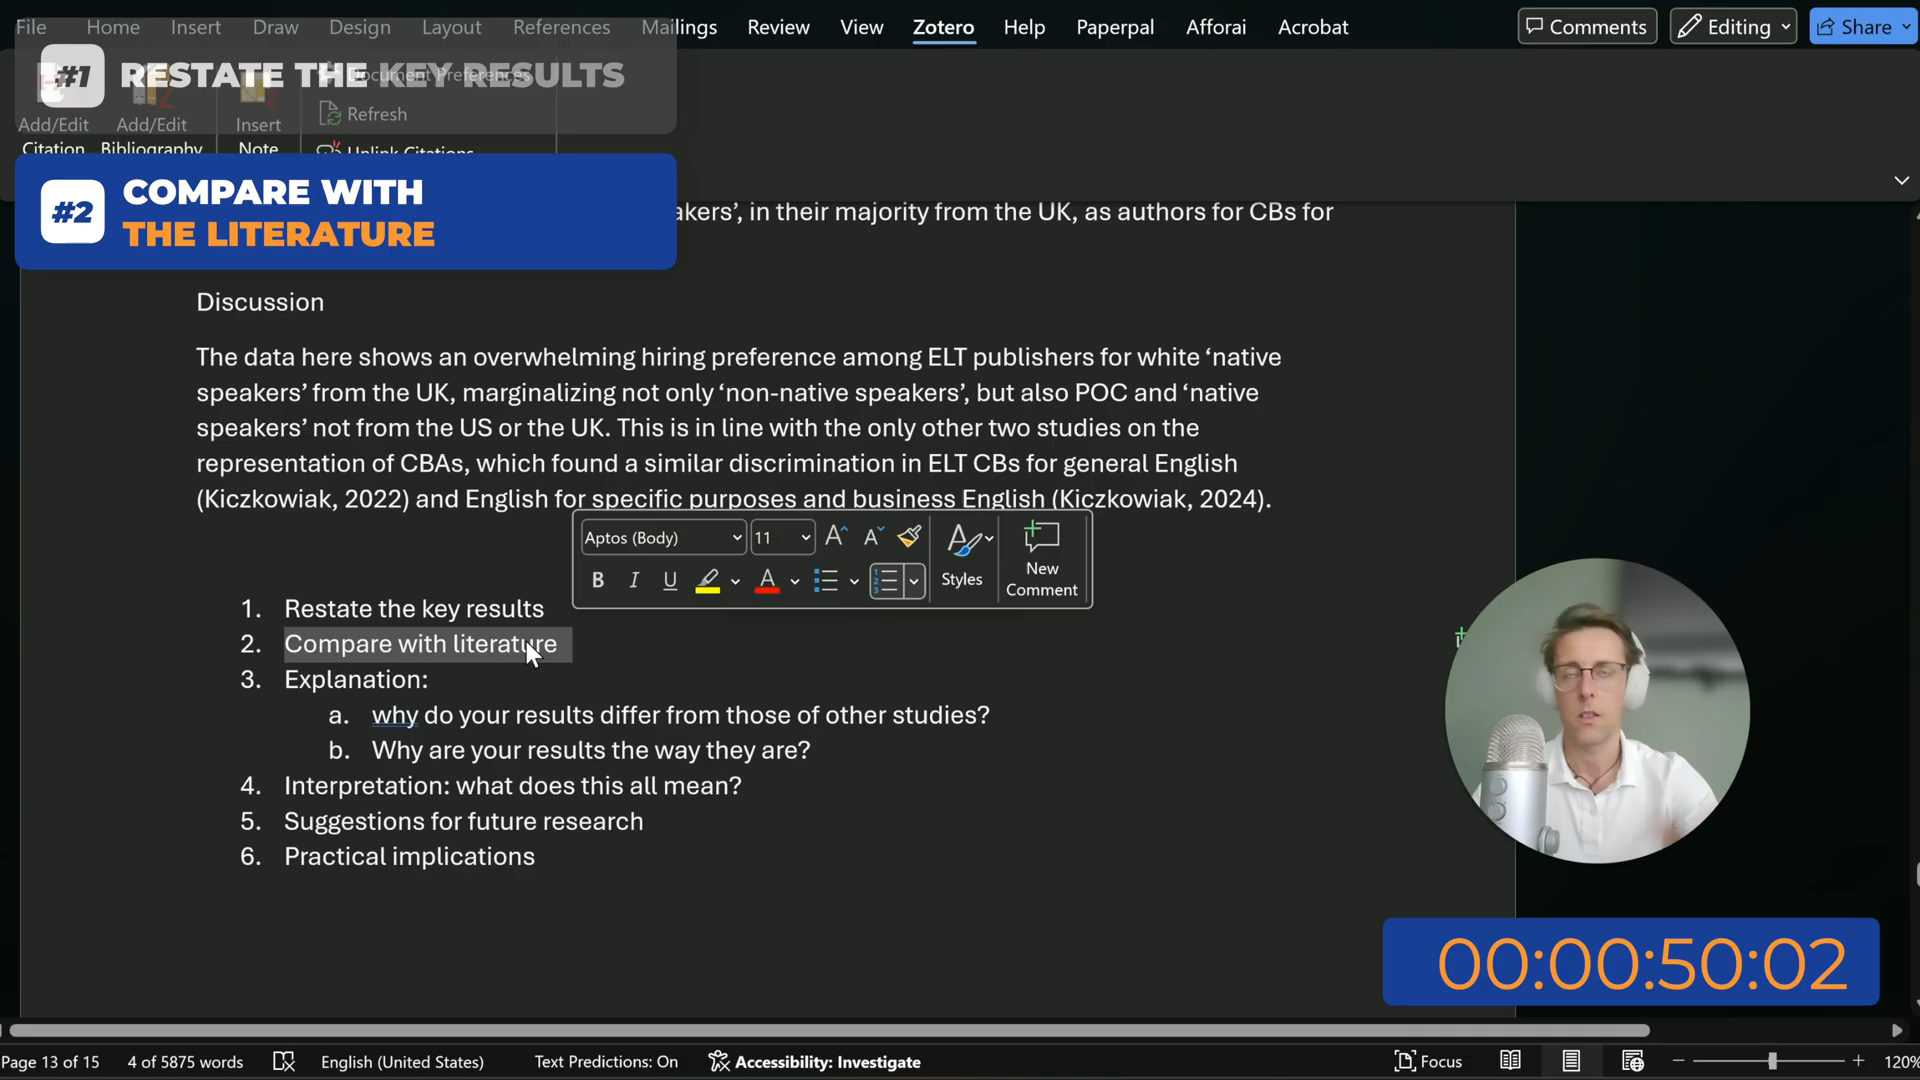 File Home Insert Draw Design Layout References Mailings Review View Zotero Help Paperpal Afforai Acrobat Comments Editing Share
#1 RESTATE THE KEY RESULTS
Document Preferences
Refresh
Unlink Citations
Add/Edit Citation
Add/Edit Bibliography
Insert Note
#2 COMPARE WITH
THE LITERATURE
akers’, in their majority from the UK, as authors for CBs for
Discussion
The data here shows an overwhelming hiring preference among ELT publishers for white ‘native
speakers’ from the UK, marginalizing not only ‘non-native speakers’, but also POC and ‘native
speakers’ not from the US or the UK. This is in line with the only other two studies on the
representation of CBAs, which found a similar discrimination in ELT CBs for general English
(Kiczkowiak, 2022) and English for specific purposes and business English (Kiczkowiak, 2024).
Aptos (Body) 11
B I U A Styles
New
Comment
1. Restate the key results
2. Compare with literature
3. Explanation:
a. why do your results differ from those of other studies?
b. Why are your results the way they are?
4. Interpretation: what does this all mean?
5. Suggestions for future research
6. Practical implications
00:00:50:02
Page 13 of 15 4 of 5875 words English (United States) Text Predictions: On Accessibility: Investigate Focus 120%